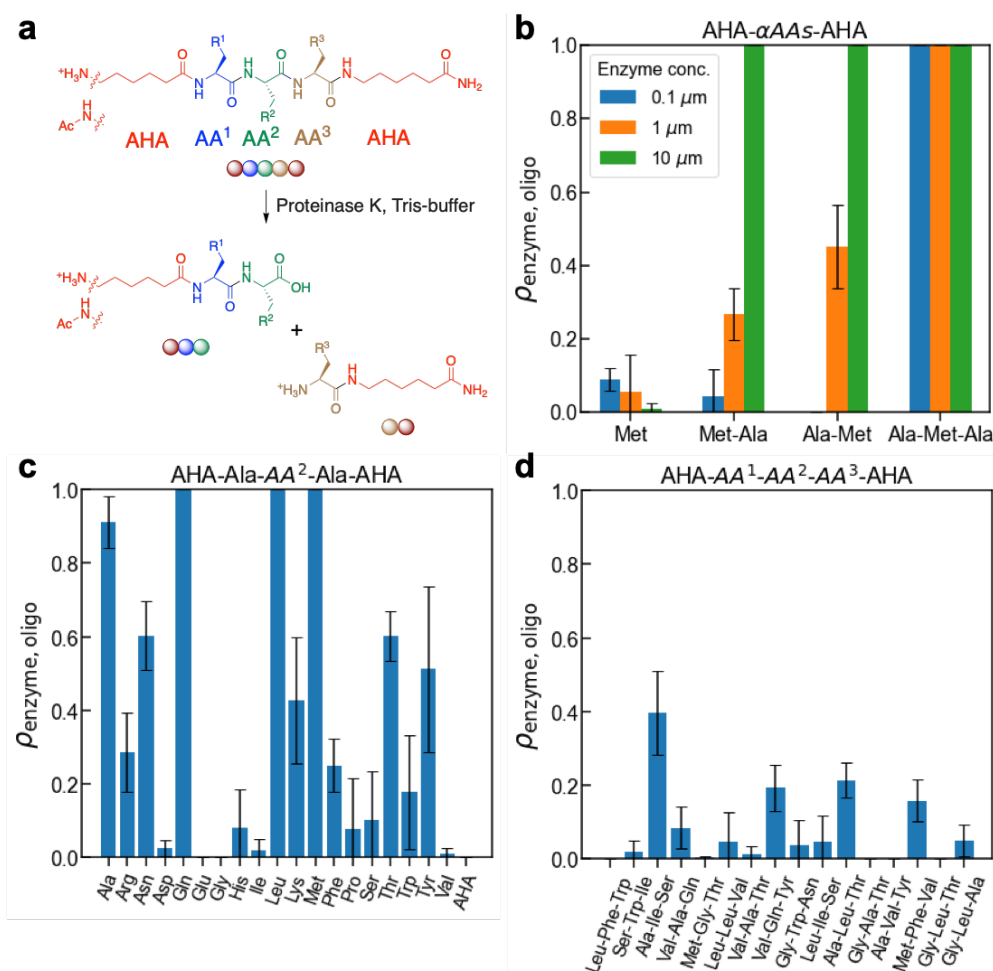 a
R¹
R³
⁺H₃N
O
H
N
O
H
N
O
N
H
O
N
H
O
NH₂
R²
H
N
Ac
AHA AA¹ AA² AA³ AHA
Proteinase K, Tris-buffer
R¹
⁺H₃N
O
H
N
O
OH
N
H
O
R²
H
N
Ac
+
R³
H
N
O
⁺H₃N
O
NH₂
b
AHA-αAAs-AHA
ρenzyme, oligo
1.0
0.8
0.6
0.4
0.2
0.0
Enzyme conc.
0.1 μm
1 μm
10 μm
Met
Met-Ala
Ala-Met
Ala-Met-Ala
c
AHA-Ala-AA²-Ala-AHA
ρenzyme, oligo
1.0
0.8
0.6
0.4
0.2
0.0
Ala
Arg
Asn
Asp
Gln
Glu
Gly
His
Ile
Leu
Lys
Met
Phe
Pro
Ser
Thr
Trp
Tyr
Val
AHA
d
AHA-AA¹-AA²-AA³-AHA
ρenzyme, oligo
1.0
0.8
0.6
0.4
0.2
0.0
Leu-Phe-Trp
Ser-Trp-Ile
Ala-Ile-Ser
Val-Ala-Gln
Met-Gly-Thr
Leu-Leu-Val
Val-Ala-Thr
Val-Gln-Tyr
Gly-Trp-Asn
Leu-Ile-Ser
Ala-Leu-Thr
Gly-Ala-Thr
Ala-Val-Tyr
Met-Phe-Val
Gly-Leu-Thr
Gly-Leu-Ala